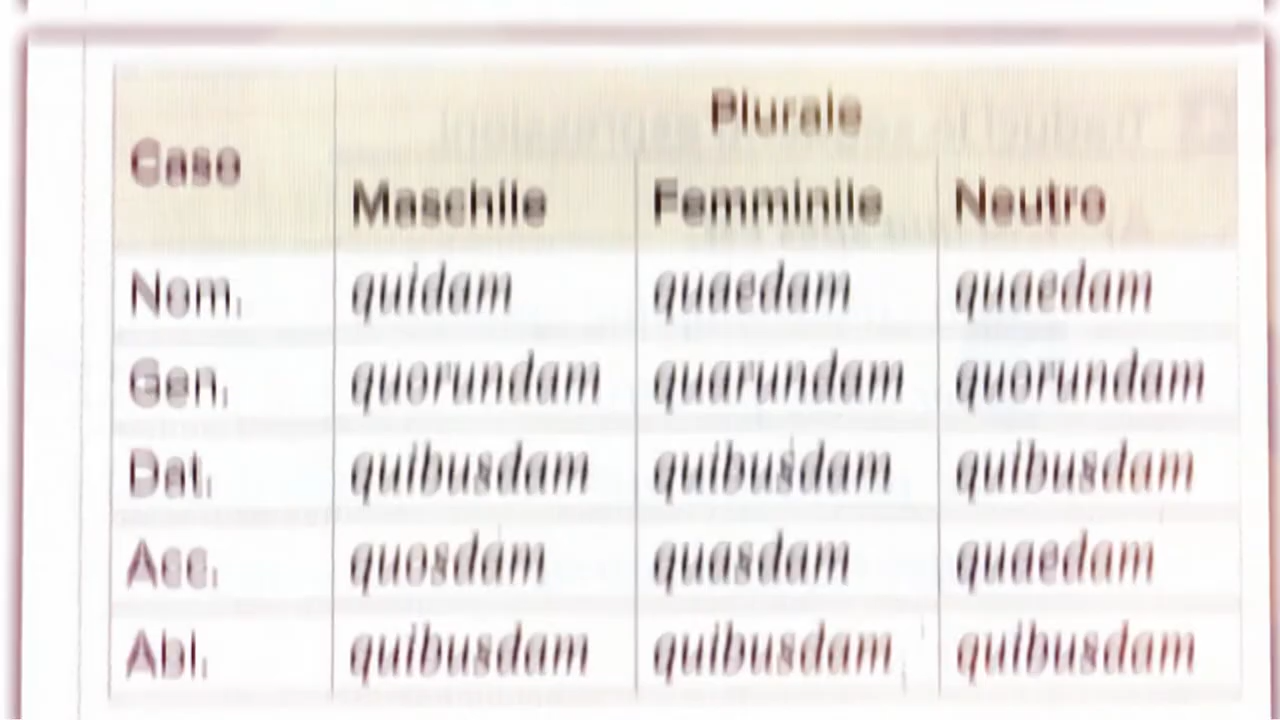 Plurale
Caso
Maschile Femminile Neutro
Nom. quidam quaedam quaedam
Gen. quorundam quarundam quorundam
Dat. quibusdam quibusdam quibusdam
Acc. quosdam quasdam quaedam
Abl. quibusdam quibusdam quibusdam